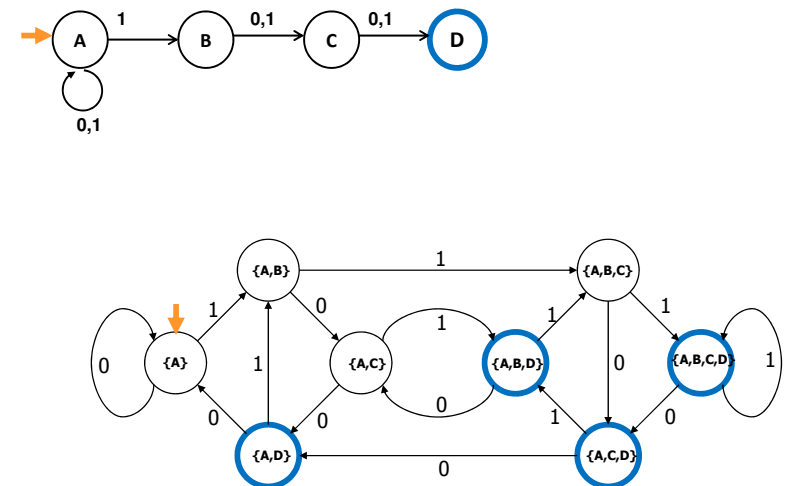 1 0,1 0,1
A B C D
0,1
{A,B} 1 {A,B,C}
1 0 1 1 1
0 {A} 1 {A,C} {A,B,D} 0 {A,B,C,D} 1
0 0 0 1 0
{A,D} 0 {A,C,D}